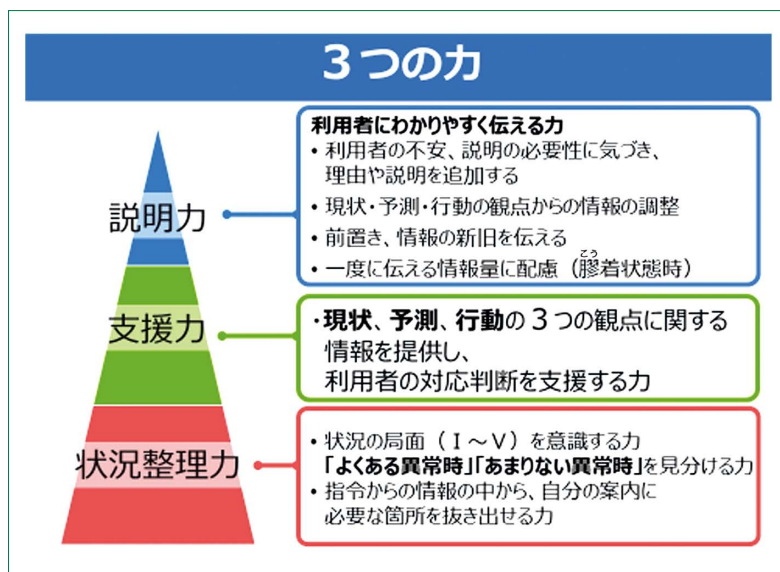 3つの力
説明力
利用者にわかりやすく伝える力
• 利用者の不安、説明の必要性に気づき、
理由や説明を追加する
• 現状・予測・行動の観点からの情報の調整
• 前置き、情報の新旧を伝える
こう
• 一度に伝える情報量に配慮（膠着状態時）
支援力
・現状、予測、行動の3つの観点に関する
情報を提供し、
利用者の対応判断を支援する力
状況整理力
• 状況の局面（Ⅰ～Ⅴ）を意識する力
「よくある異常時」「あまりない異常時」を見分ける力
• 指令からの情報の中から、自分の案内に
必要な箇所を抜き出せる力